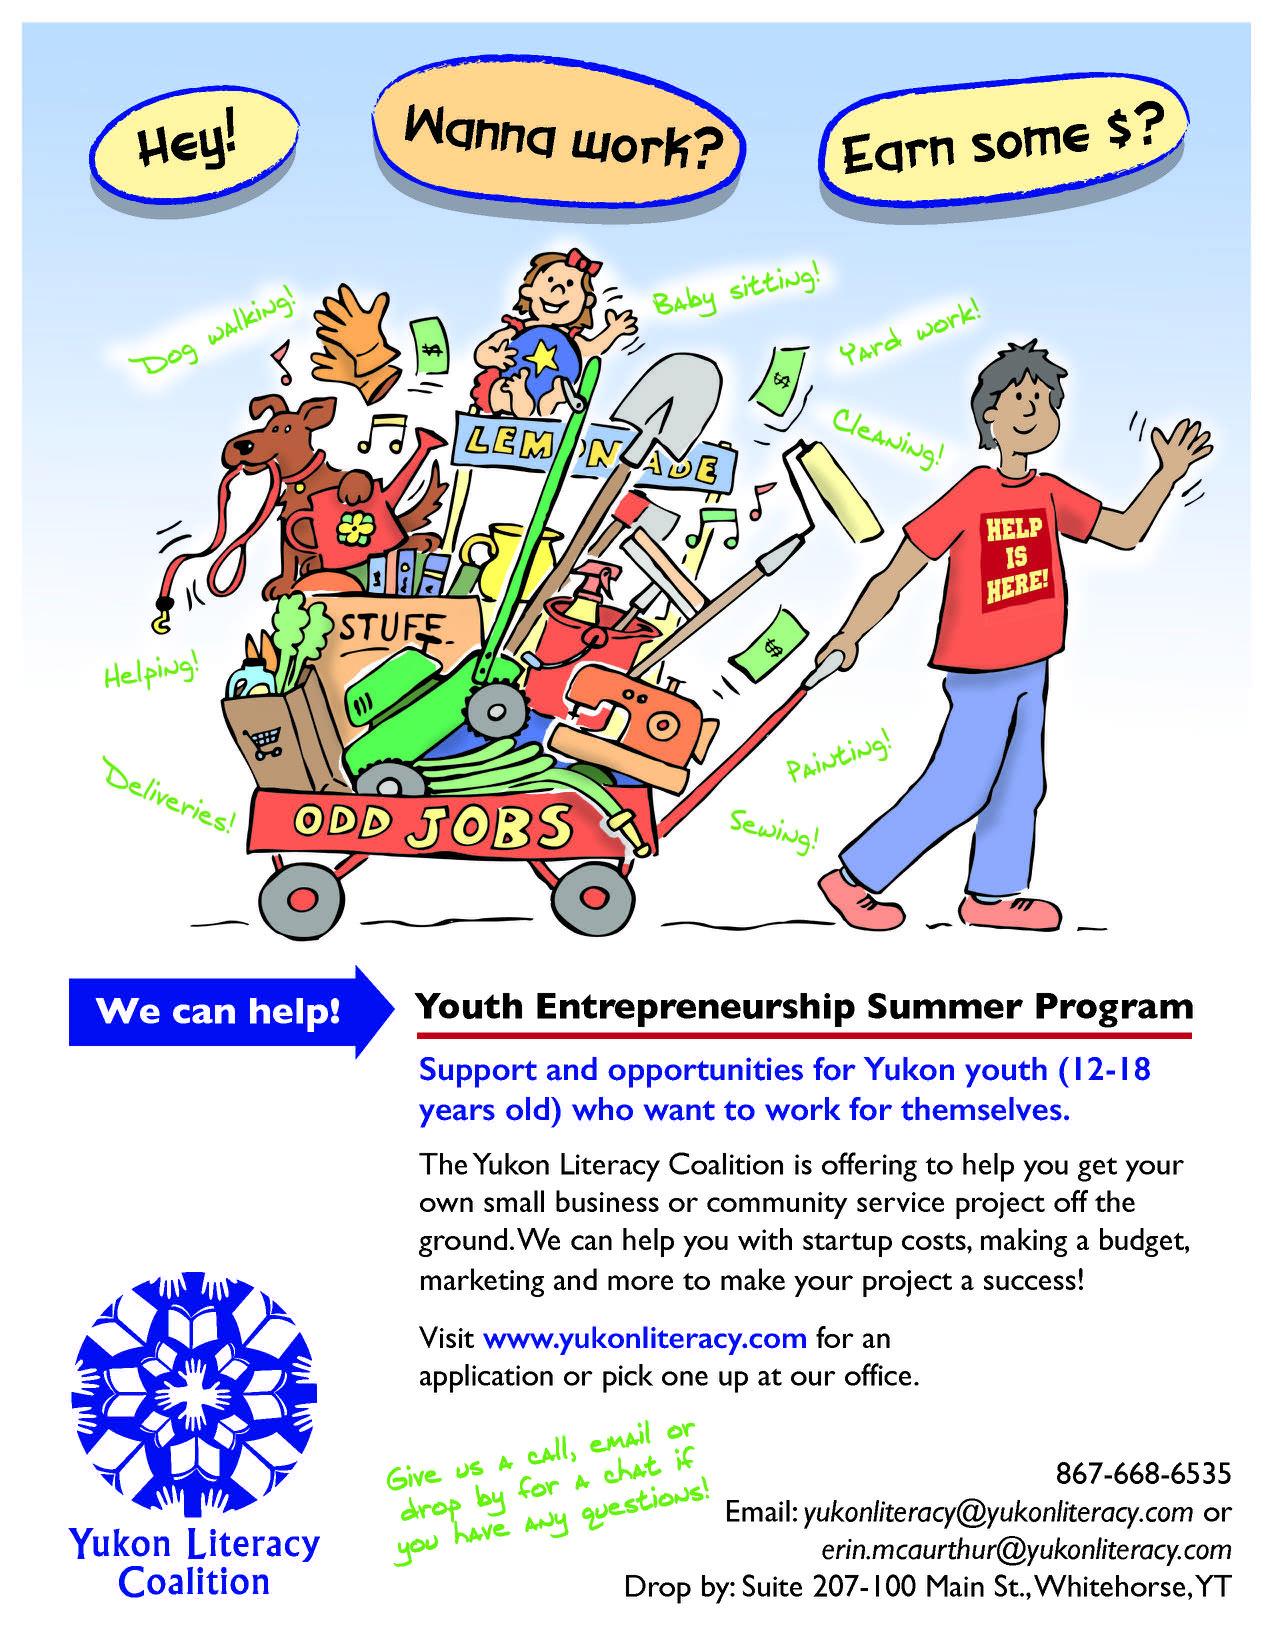 Hey!
Wanna work?
Earn some $?
Dog walking!
Baby sitting!
Yard work!
Cleaning!
$
$
LEMONADE
HELP
IS
HERE!
STUFF
$
Helping!
Deliveries!
Painting!
Sewing!
ODD JOBS
We can help!
Youth Entrepreneurship Summer Program
Support and opportunities for Yukon youth (12-18
years old) who want to work for themselves.
The Yukon Literacy Coalition is offering to help you get your
own small business or community service project off the
ground. We can help you with startup costs, making a budget,
marketing and more to make your project a success!
Visit www.yukonliteracy.com for an
application or pick one up at our office.
Give us a call, email or
drop by for a chat if
you have any questions!
867-668-6535
Email: yukonliteracy@yukonliteracy.com or
erin.mcaurthur@yukonliteracy.com
Drop by: Suite 207-100 Main St., Whitehorse, YT
Yukon Literacy
Coalition